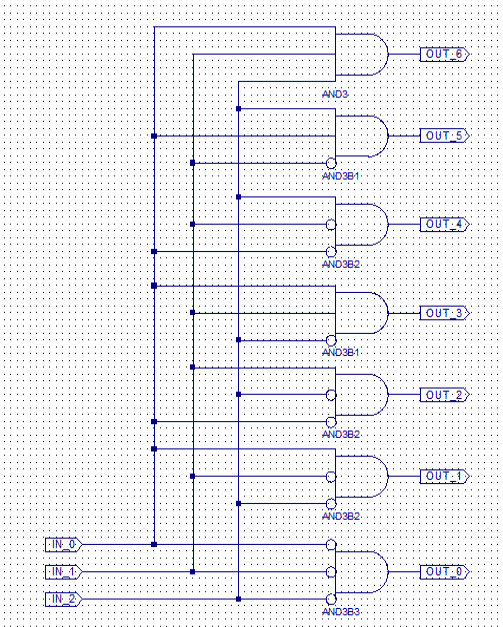 OUT_6
AND3
OUT_5
AND3B1
OUT_4
AND3B2
OUT_3
AND3B1
OUT_2
AND3B2
OUT_1
AND3B2
IN_0
IN_1
OUT_0
IN_2
AND3B3